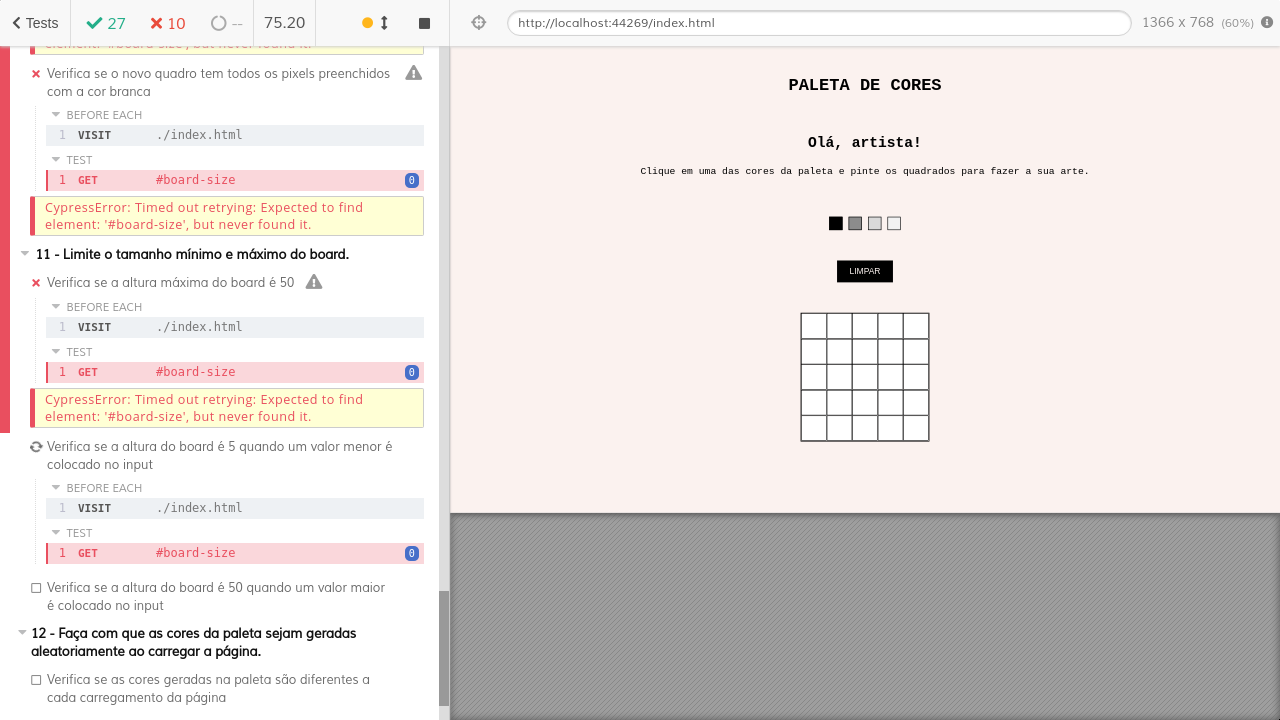 Tests
27
10
--
75.20
http://localhost:44269/index.html
1366 x 768 (60%)
element: '#board-size', but never found it.
Verifica se o novo quadro tem todos os pixels preenchidos
com a cor branca
BEFORE EACH
1 VISIT ./index.html
TEST
1 GET #board-size 0
CypressError: Timed out retrying: Expected to find
element: '#board-size', but never found it.
11 - Limite o tamanho mínimo e máximo do board.
Verifica se a altura máxima do board é 50
BEFORE EACH
1 VISIT ./index.html
TEST
1 GET #board-size 0
CypressError: Timed out retrying: Expected to find
element: '#board-size', but never found it.
Verifica se a altura do board é 5 quando um valor menor é
colocado no input
BEFORE EACH
1 VISIT ./index.html
TEST
1 GET #board-size 0
Verifica se a altura do board é 50 quando um valor maior
é colocado no input
12 - Faça com que as cores da paleta sejam geradas
aleatoriamente ao carregar a página.
Verifica se as cores geradas na paleta são diferentes a
cada carregamento da página
PALETA DE CORES
Olá, artista!
Clique em uma das cores da paleta e pinte os quadrados para fazer a sua arte.
LIMPAR